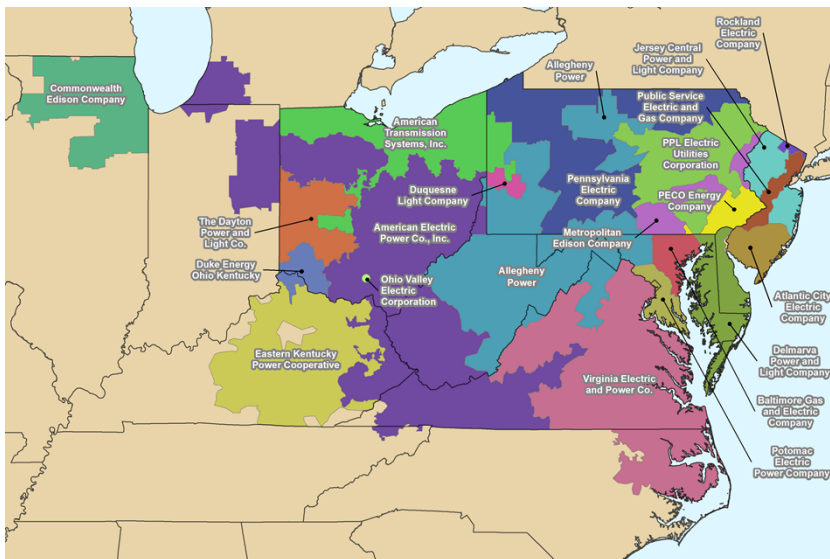 Rockland
Electric
Company
Jersey Central
Power and
Light Company
Allegheny
Power
Commonwealth
Edison Company
Public Service
Electric and
Gas Company
American
Transmission
Systems, Inc.
PPL Electric
Utilities
Corporation
Duquesne
Light Company
Pennsylvania
Electric
Company
PECO Energy
Company
The Dayton
Power and
Light Co.
American Electric
Power Co., Inc.
Metropolitan
Edison Company
Duke Energy
Ohio Kentucky
Allegheny
Power
Ohio Valley
Electric
Corporation
Atlantic City
Electric
Company
Eastern Kentucky
Power Cooperative
Virginia Electric
and Power Co.
Delmarva
Power and
Light Company
Baltimore Gas
and Electric
Company
Potomac
Electric
Power Company